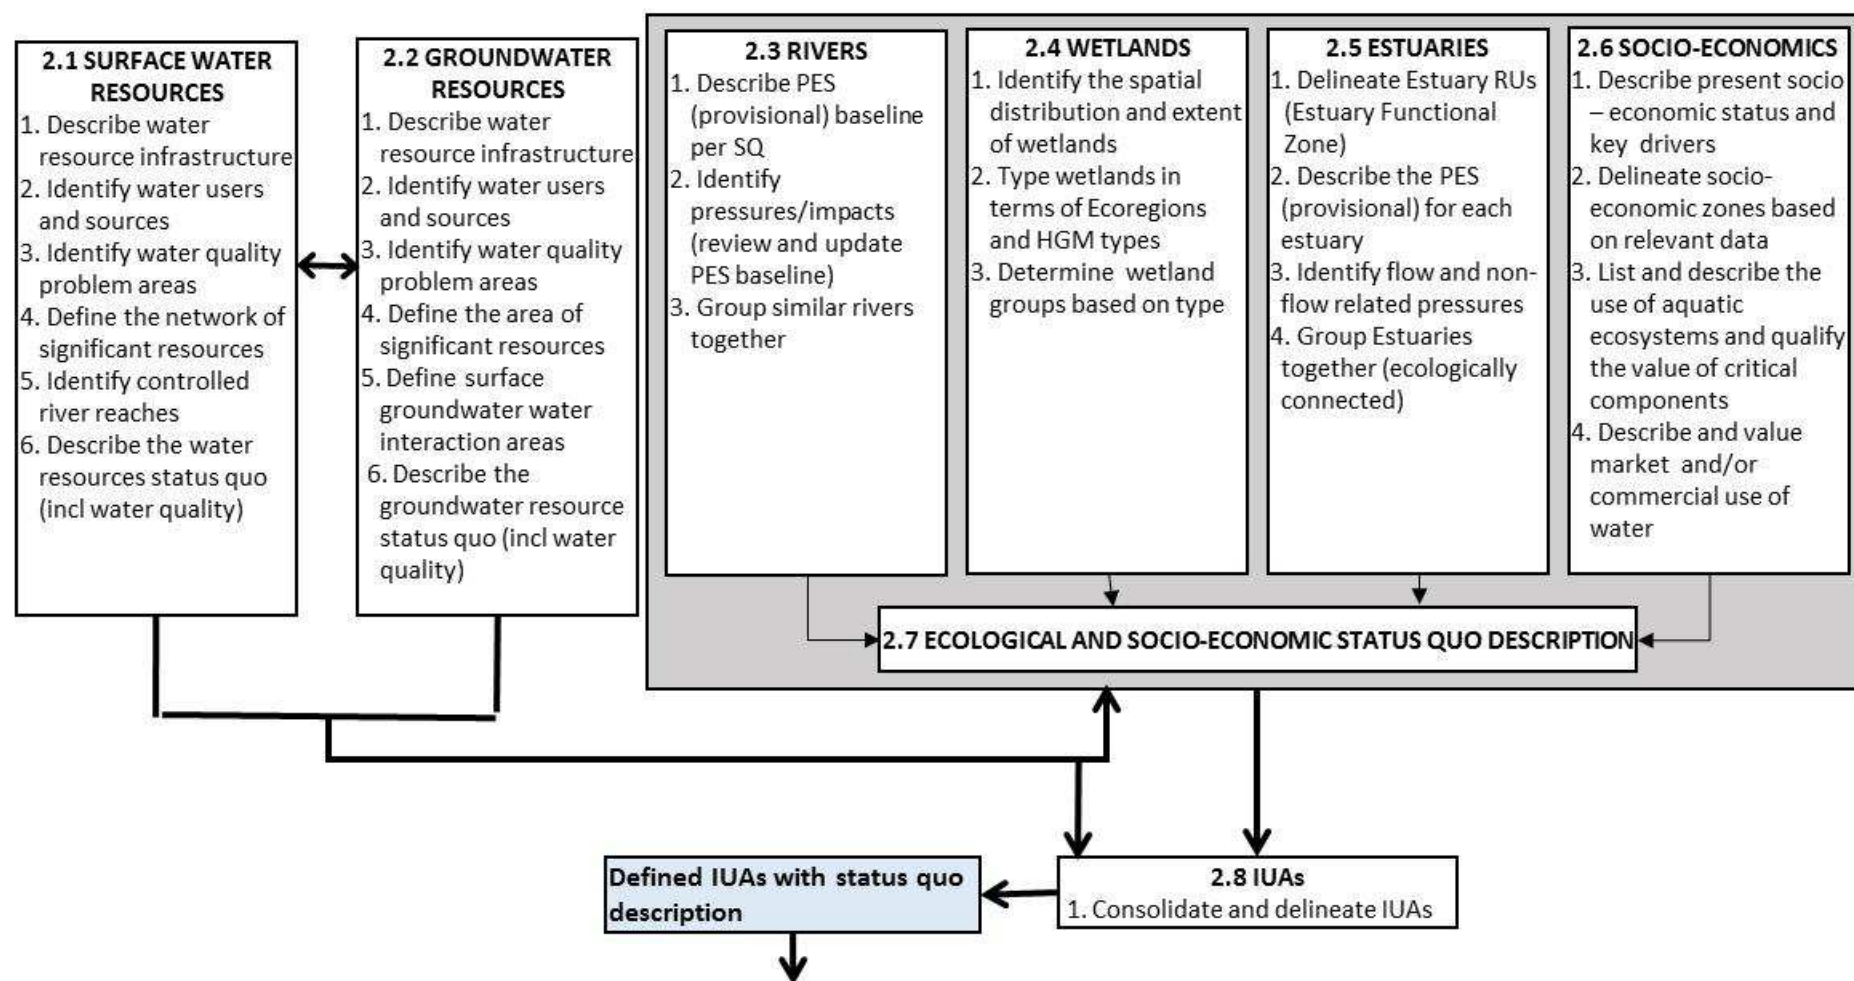 2.1 SURFACE WATER
RESOURCES
1. Describe water
resource infrastructure
2. Identify water users
and sources
3. Identify water quality
problem areas
4. Define the network of
significant resources
5. Identify controlled
river reaches
6. Describe the water
resources status quo
(incl water quality)
2.2 GROUNDWATER
RESOURCES
1. Describe water
resource infrastructure
2. Identify water users
and sources
3. Identify water quality
problem areas
4. Define the area of
significant resources
5. Define surface
groundwater water
interaction areas
6. Describe the
groundwater resource
status quo (incl water
quality)
2.3 RIVERS
1. Describe PES
(provisional) baseline
per SQ
2. Identify
pressures/impacts
(review and update
PES baseline)
3. Group similar rivers
together
2.4 WETLANDS
1. Identify the spatial
distribution and extent
of wetlands
2. Type wetlands in
terms of Ecoregions
and HGM types
3. Determine wetland
groups based on type
2.5 ESTUARIES
1. Delineate Estuary RUs
(Estuary Functional
Zone)
2. Describe the PES
(provisional) for each
estuary
3. Identify flow and non-
flow related pressures
4. Group Estuaries
together (ecologically
connected)
2.6 SOCIO-ECONOMICS
1. Describe present socio
– economic status and
key drivers
2. Delineate socio-
economic zones based
on relevant data
3. List and describe the
use of aquatic
ecosystems and qualify
the value of critical
components
4. Describe and value
market and/or
commercial use of
water
2.7 ECOLOGICAL AND SOCIO-ECONOMIC STATUS QUO DESCRIPTION
Defined IUAs with status quo
description
2.8 IUAs
1. Consolidate and delineate IUAs